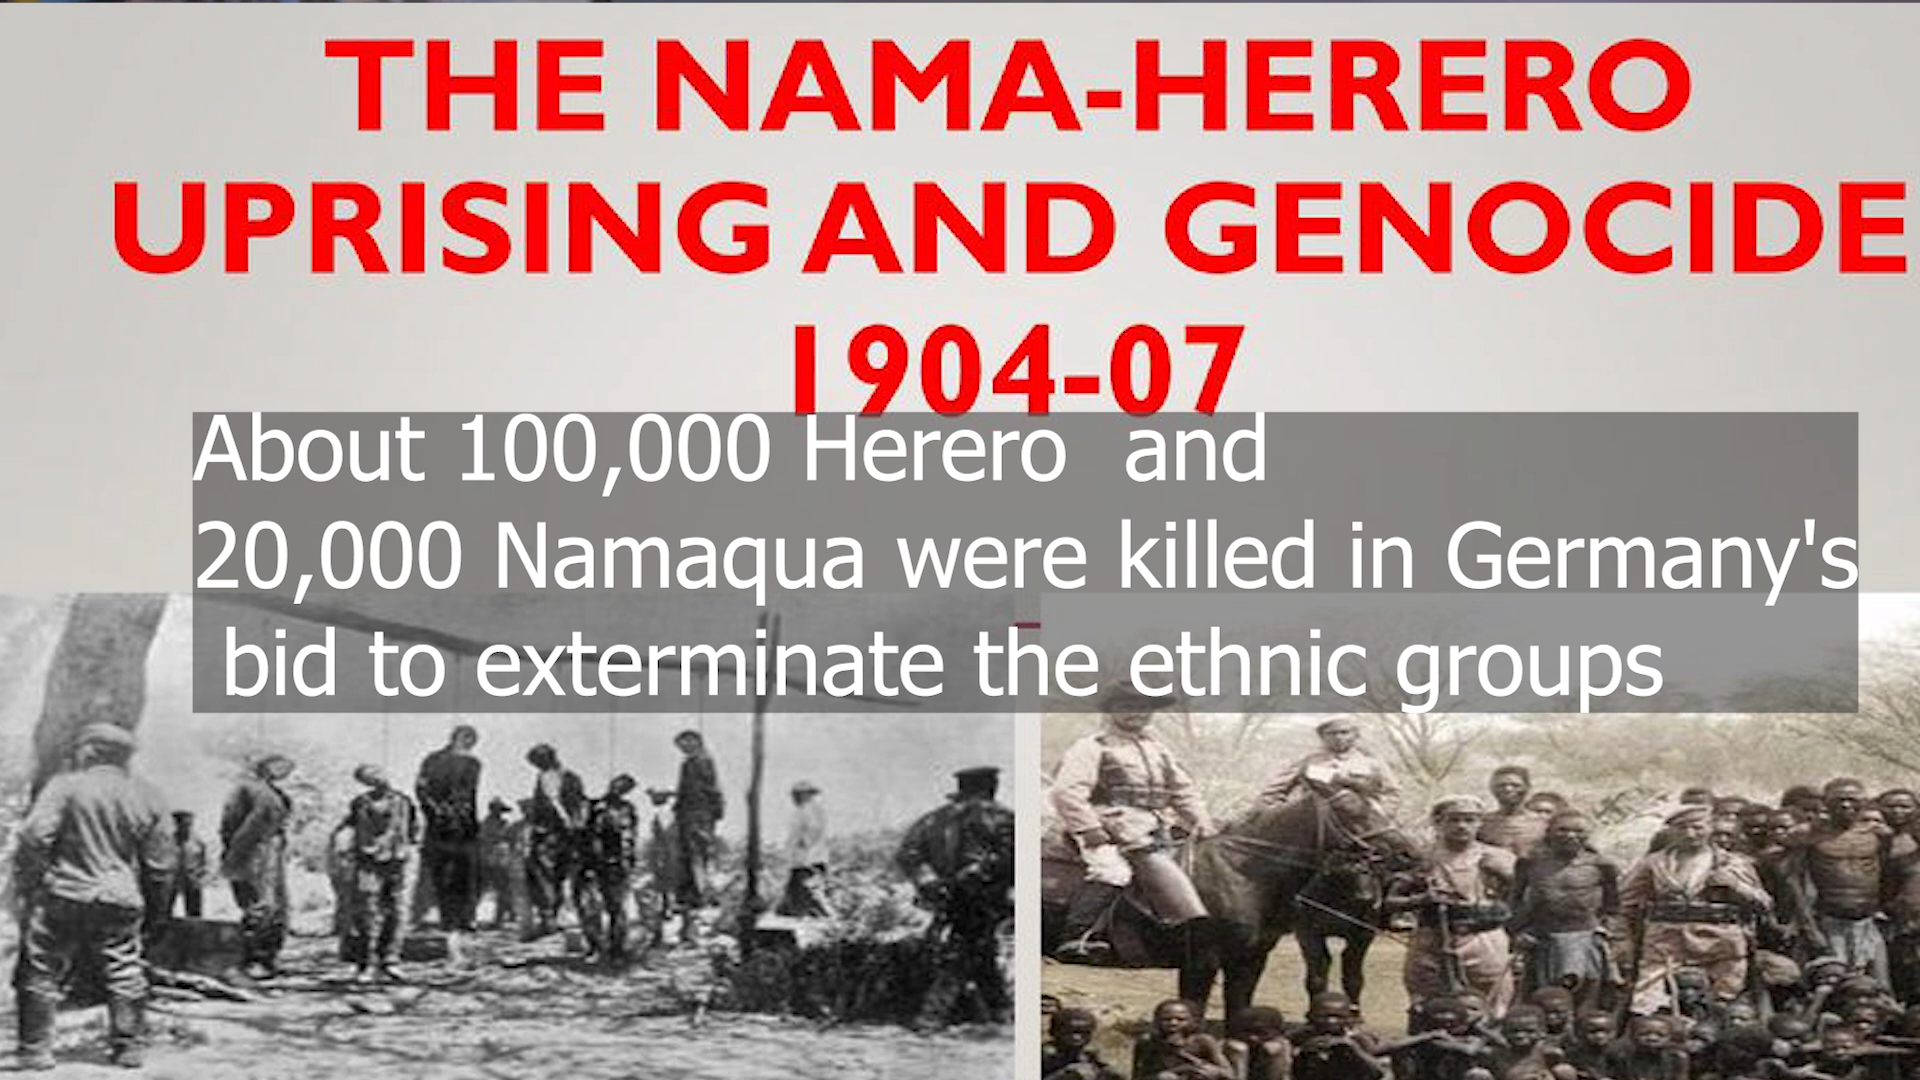 THE NAMA-HERERO
UPRISING AND GENOCIDE
1904-07
About 100,000 Herero  and
20,000 Namaqua were killed in Germany's
bid to exterminate the ethnic groups